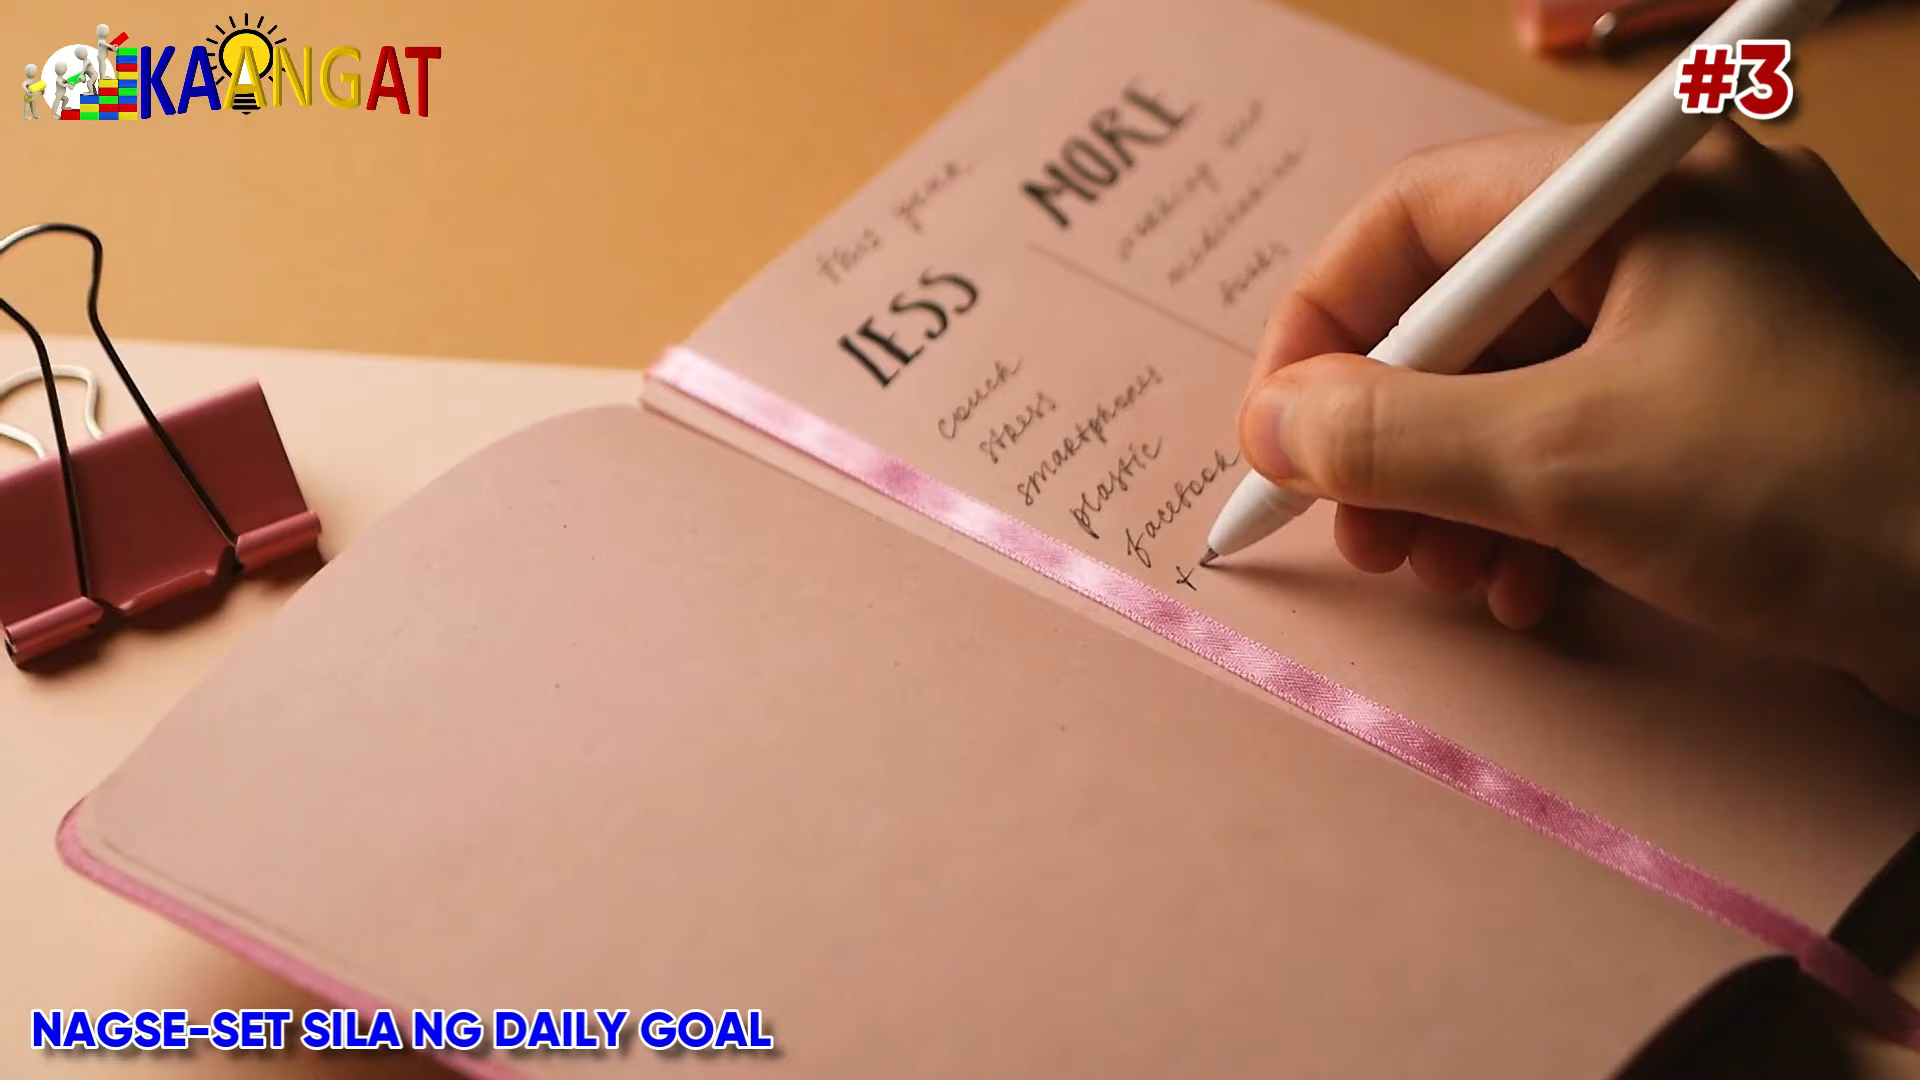 KAANGAT
#3
this year
MORE
LESS
couch
stress
smartphones
plastic
facebook
+
NAGSE-SET SILA NG DAILY GOAL